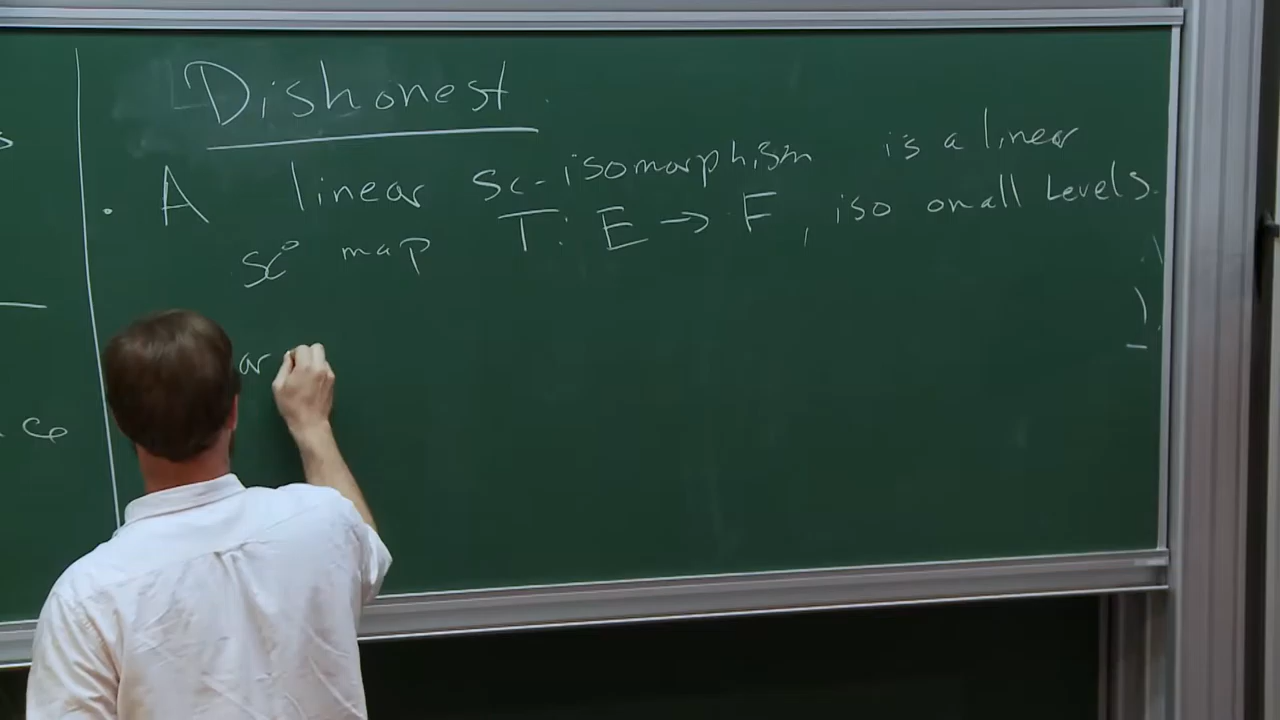 Dishonest.
· A linear sc-isomorphism is a linear
sc⁰ map T: E → F, iso on all Levels.
ar